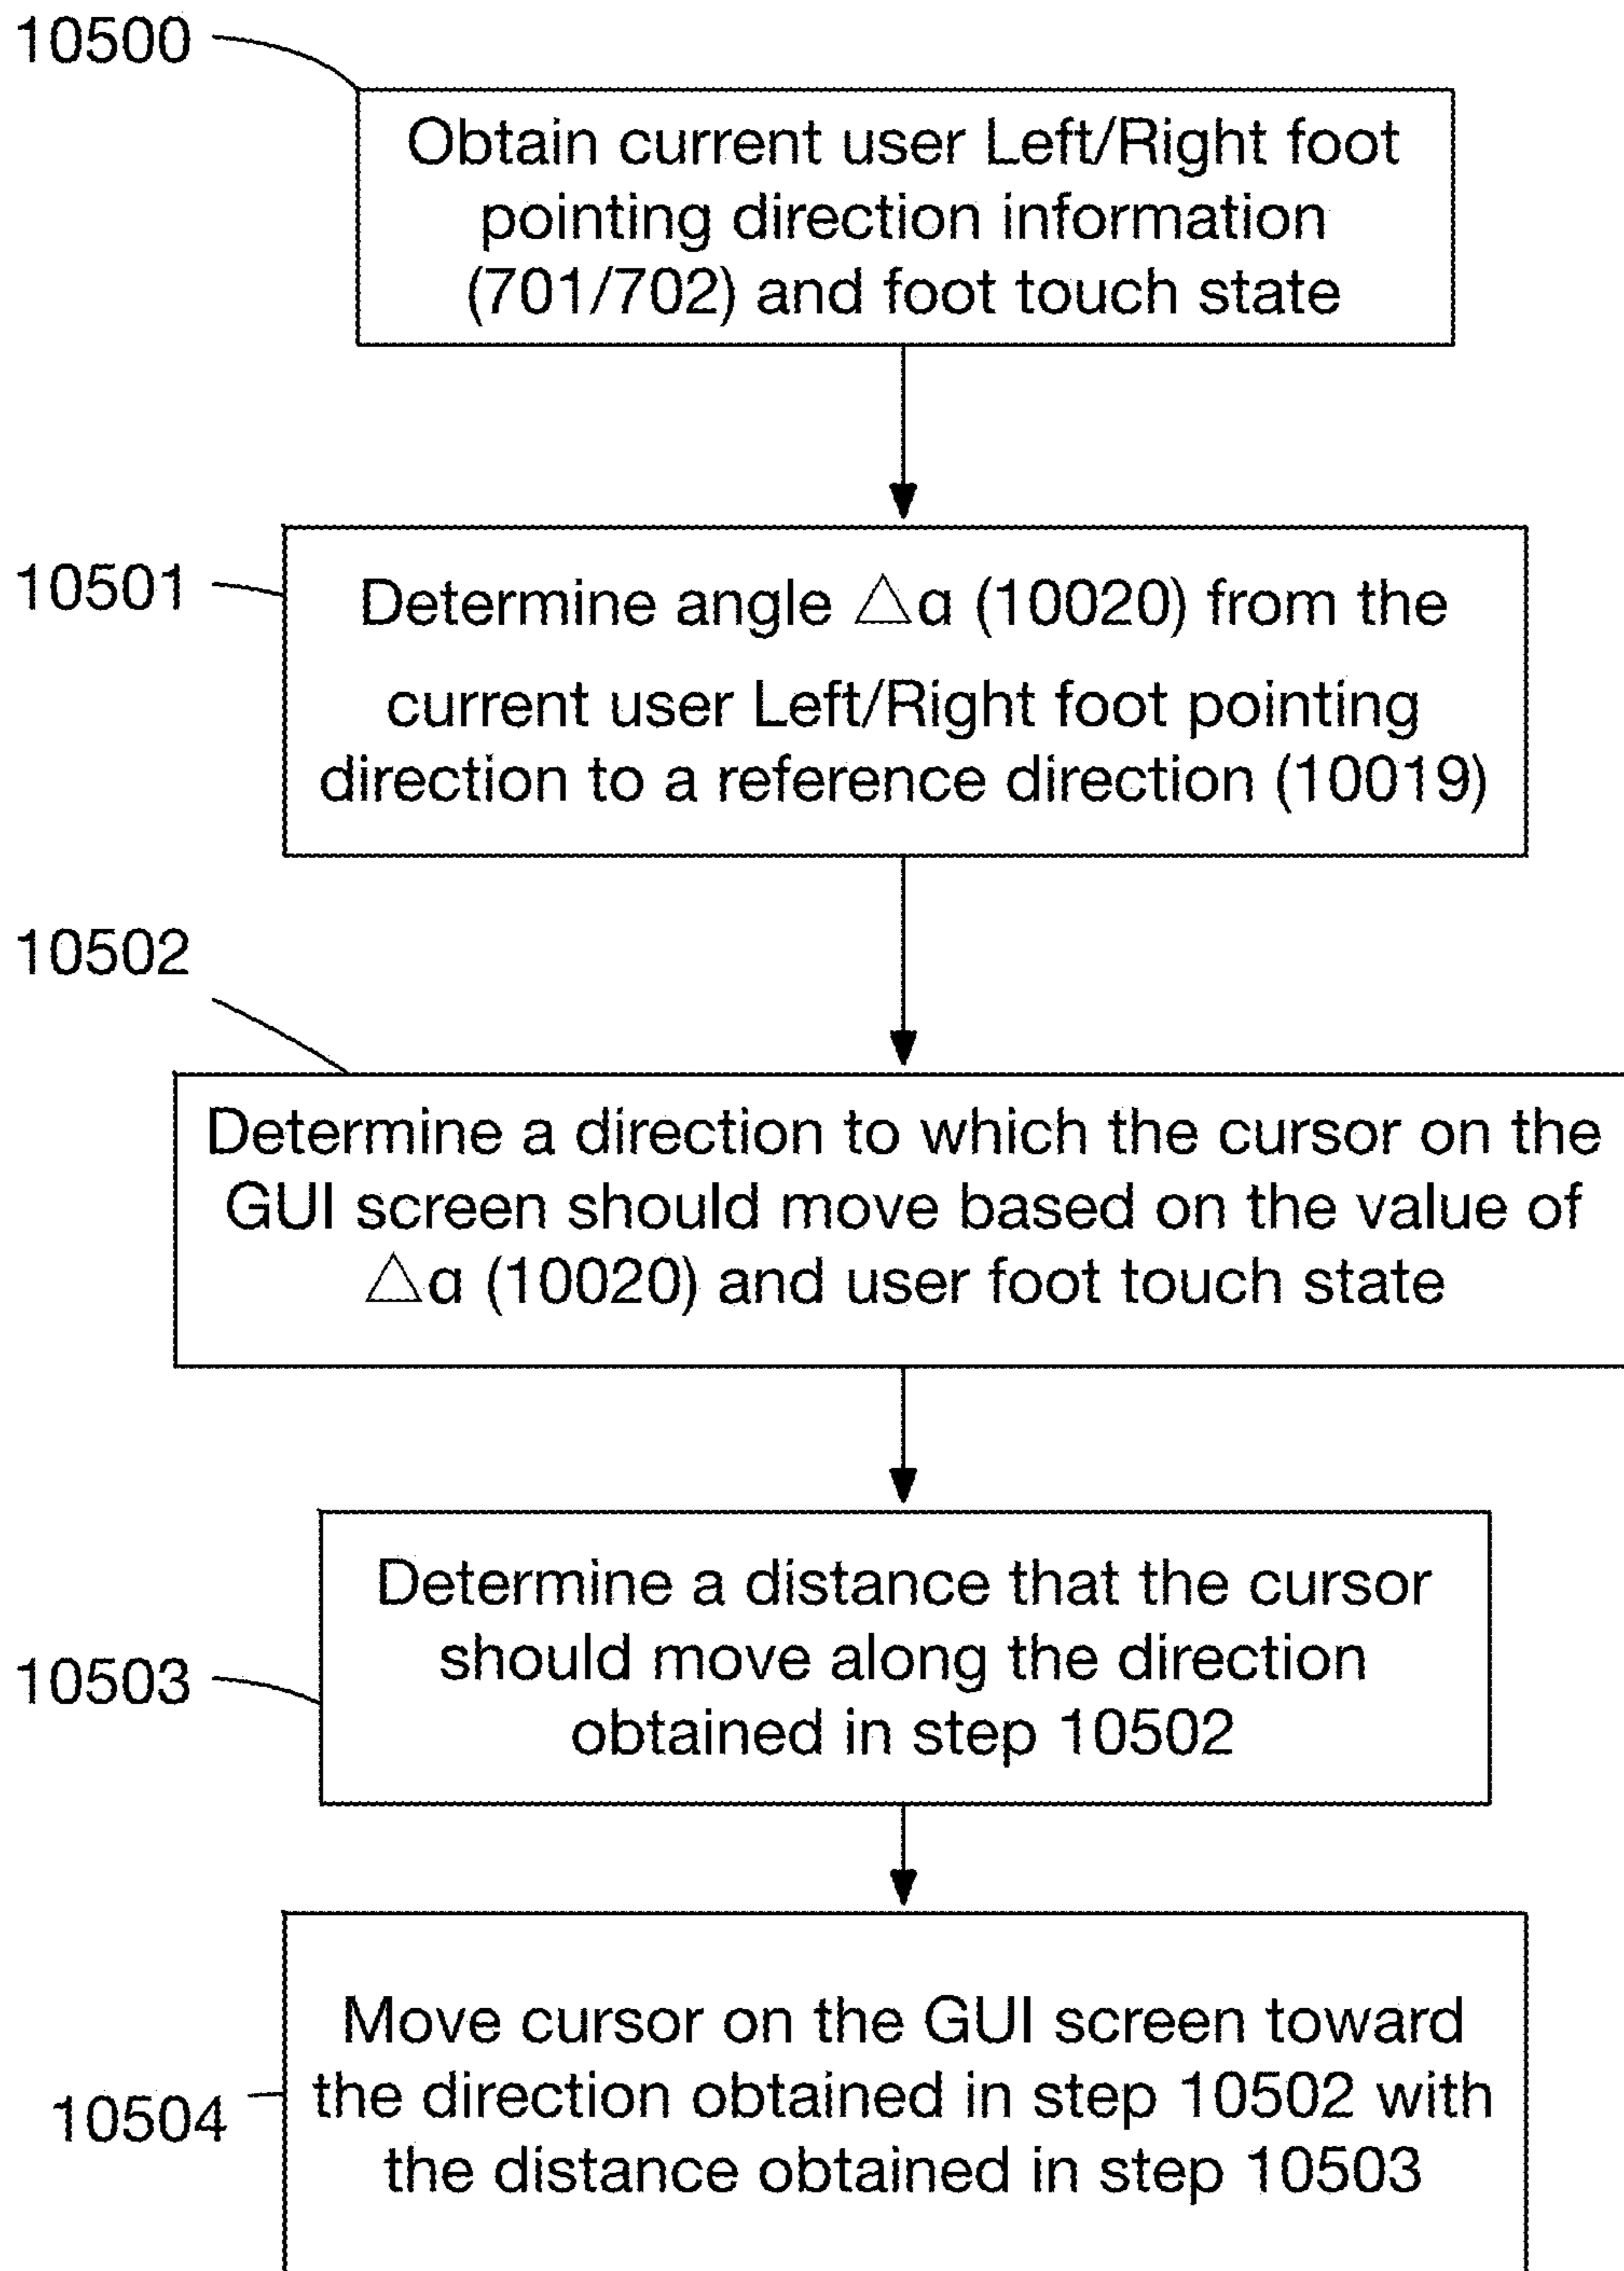 10500
Obtain current user Left/Right foot
pointing direction information
(701/702) and foot touch state
10501
Determine angle △α (10020) from the
current user Left/Right foot pointing
direction to a reference direction (10019)
10502
Determine a direction to which the cursor on the
GUI screen should move based on the value of
△α (10020) and user foot touch state
10503
Determine a distance that the cursor
should move along the direction
obtained in step 10502
10504
Move cursor on the GUI screen toward
the direction obtained in step 10502 with
the distance obtained in step 10503